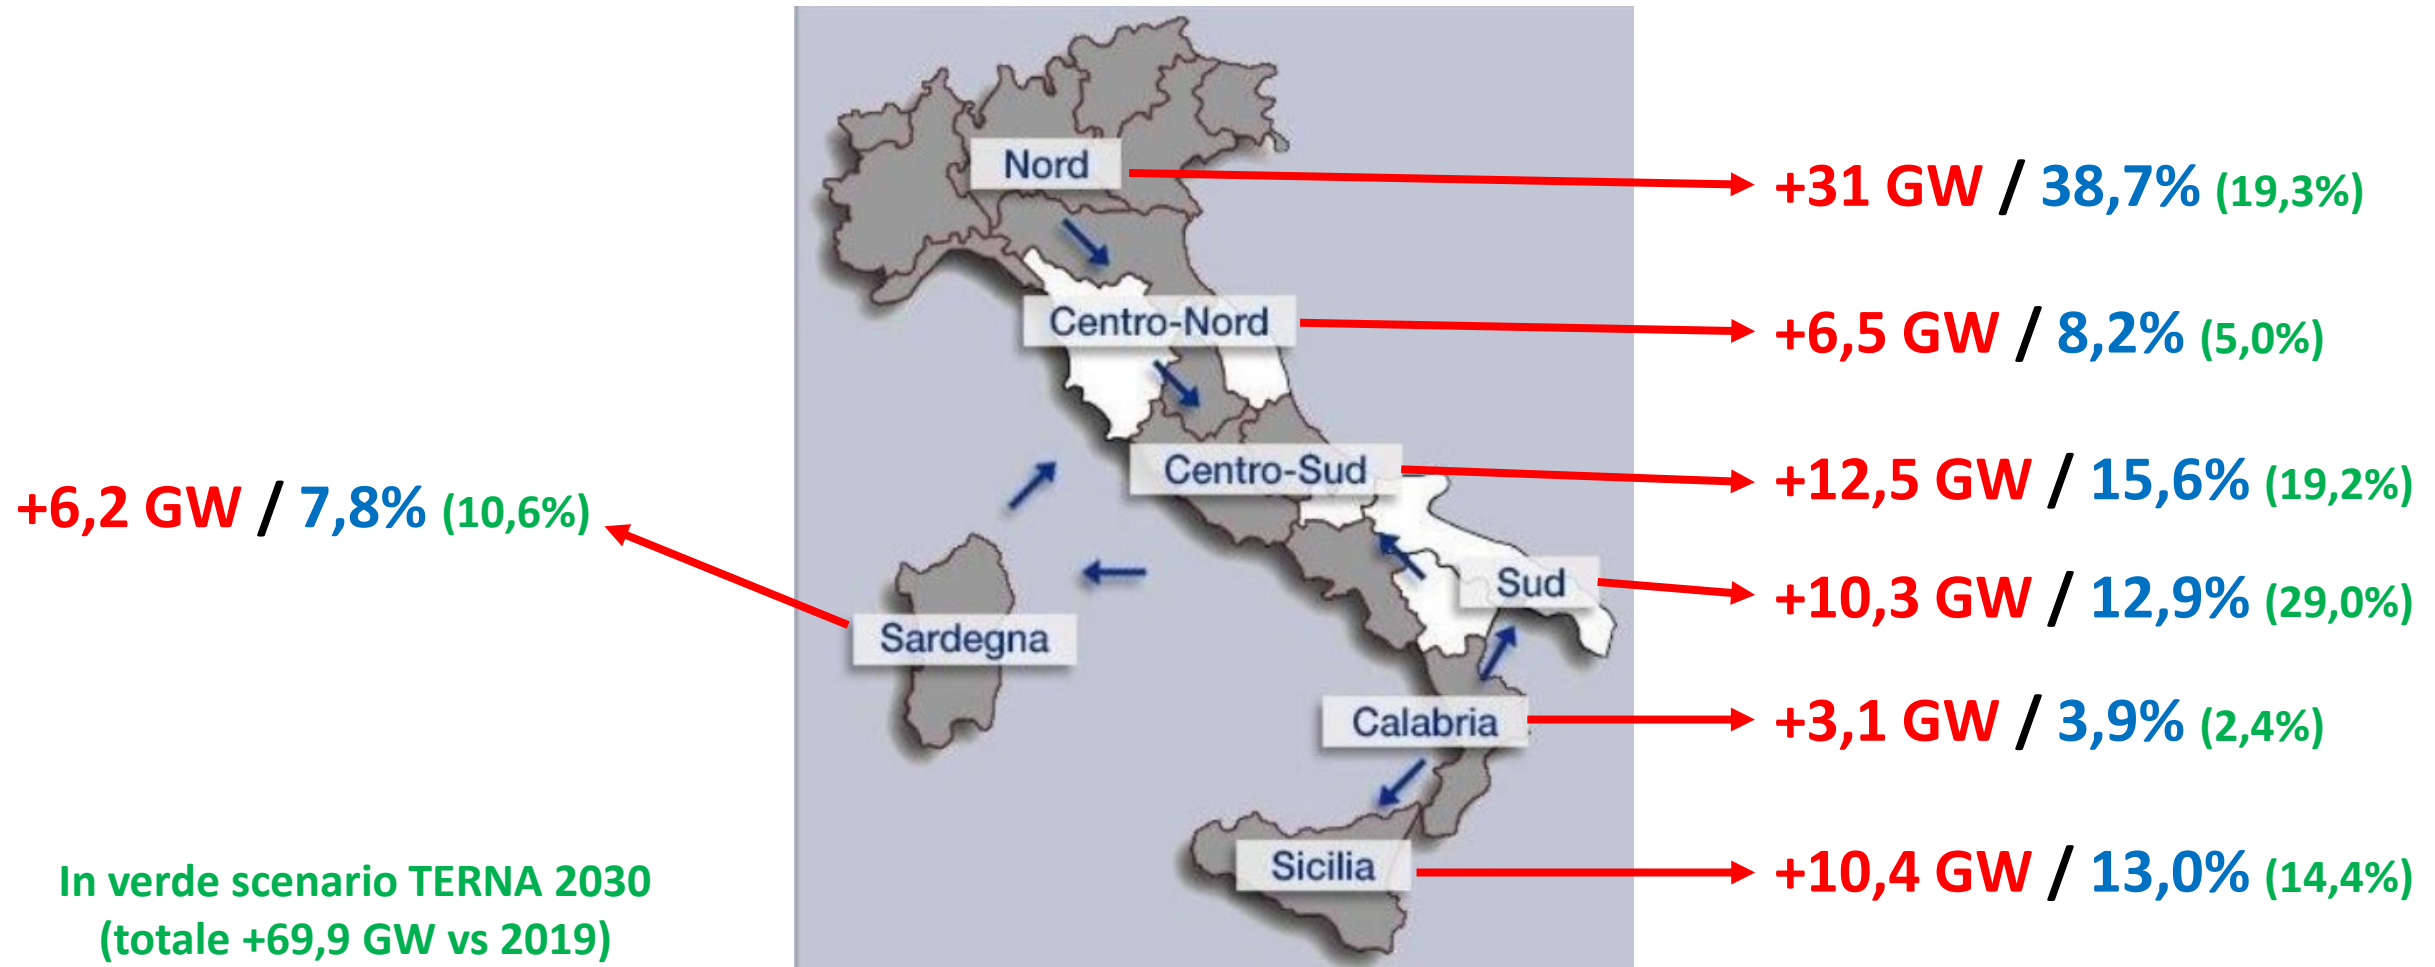 Nord
+31 GW / 38,7% (19,3%)
Centro-Nord
+6,5 GW / 8,2% (5,0%)
Centro-Sud
+12,5 GW / 15,6% (19,2%)
+6,2 GW / 7,8% (10,6%)
Sud
+10,3 GW / 12,9% (29,0%)
Sardegna
Calabria
+3,1 GW / 3,9% (2,4%)
Sicilia
+10,4 GW / 13,0% (14,4%)
In verde scenario TERNA 2030
(totale +69,9 GW vs 2019)